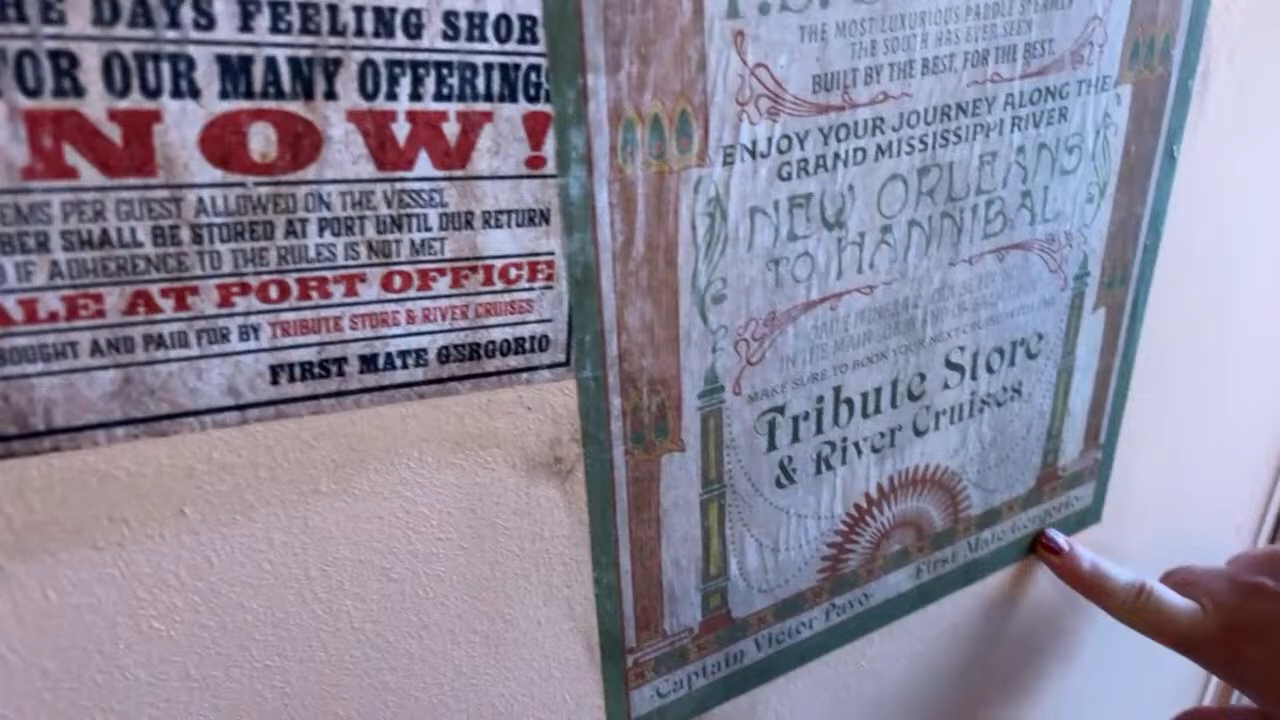 HE DAYS FEELING SHOR
FOR OUR MANY OFFERINGS
NOW!
EMS PER GUEST ALLOWED ON THE VESSEL
BER SHALL BE STORED AT PORT UNTIL OUR RETURN
IF ADHERENCE TO THE RULES IS NOT MET
ALE AT PORT OFFICE
BOUGHT AND PAID FOR BY TRIBUTE STORE & RIVER CRUISES
FIRST MATE GERGORIO
THE MOST LUXURIOUS PADDLE STEAMER
THE SOUTH HAS EVER SEEN
BUILT BY THE BEST, FOR THE BEST.
ENJOY YOUR JOURNEY ALONG THE
GRAND MISSISSIPPI RIVER
NEW ORLEANS
TO HANNIBAL
MAKE SURE TO BOOK YOUR NEXT CRUISE WITH
Tribute Store
& River Cruises
Captain Victor Pavo
First Mate Gergorio